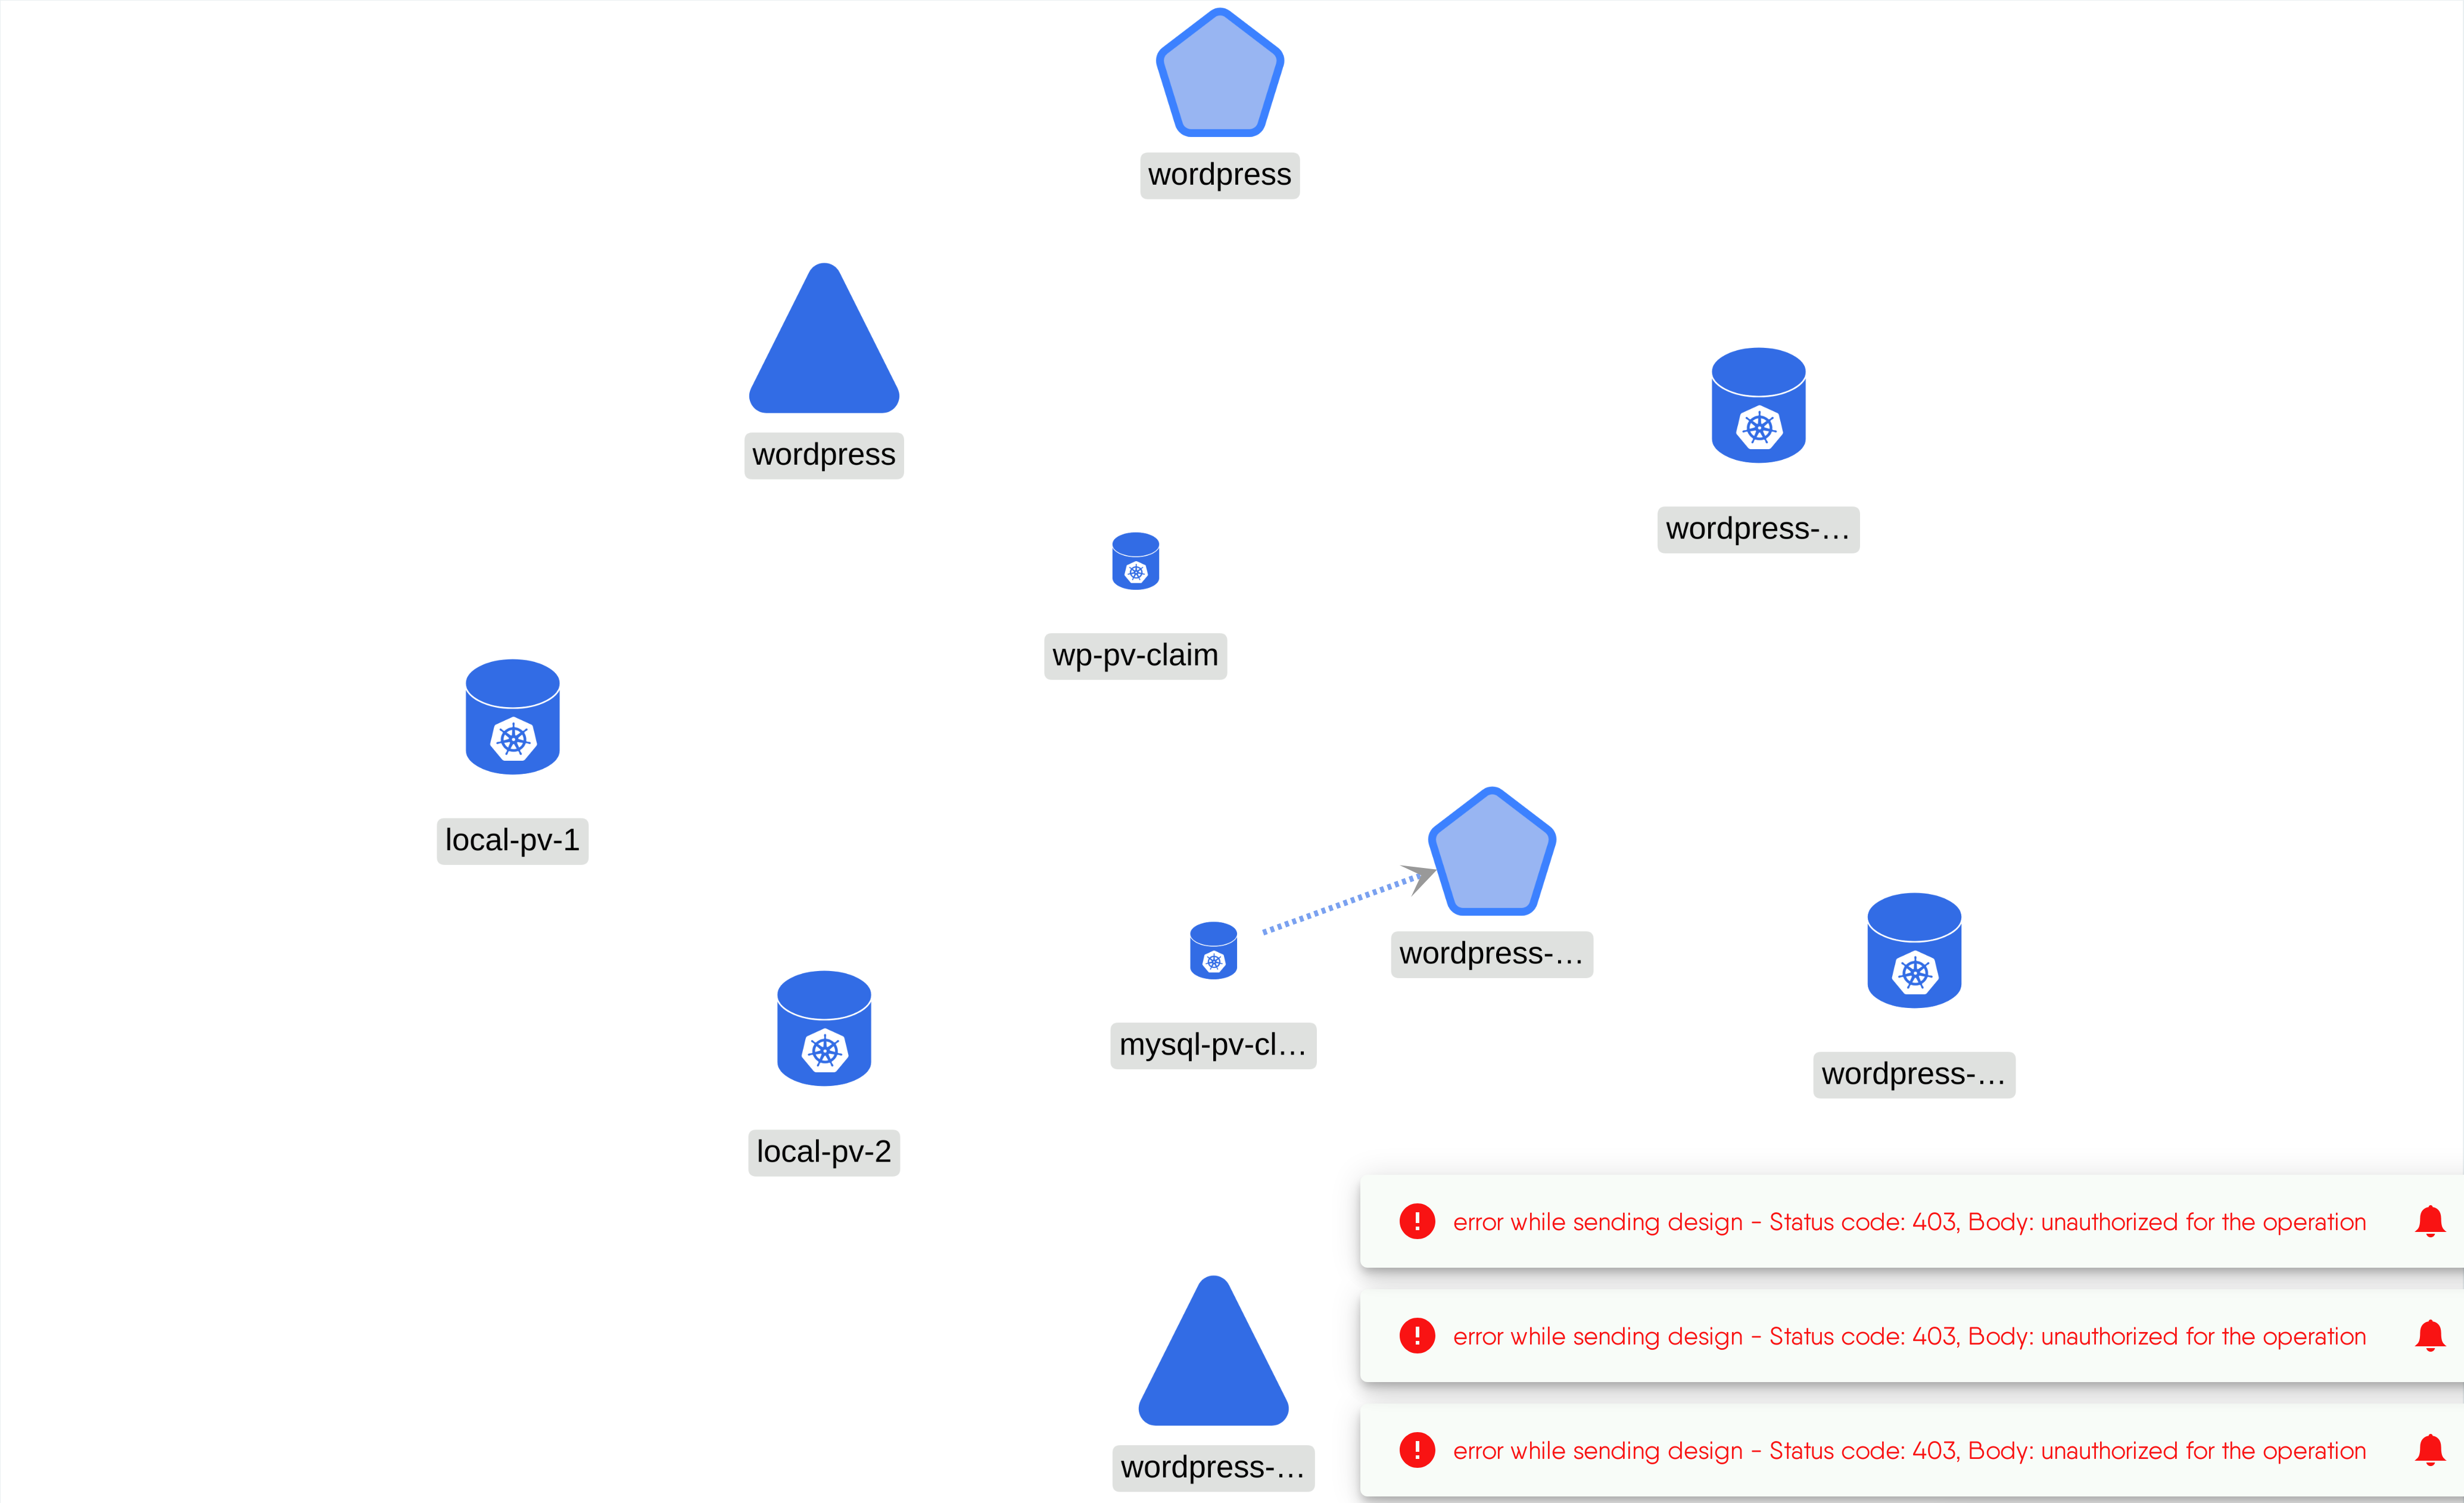 wordpress
wordpress
wordpress-...
wp-pv-claim
local-pv-1
wordpress-...
mysql-pv-cl...
wordpress-...
local-pv-2
error while sending design - Status code: 403, Body: unauthorized for the operation
error while sending design - Status code: 403, Body: unauthorized for the operation
error while sending design - Status code: 403, Body: unauthorized for the operation
wordpress-...